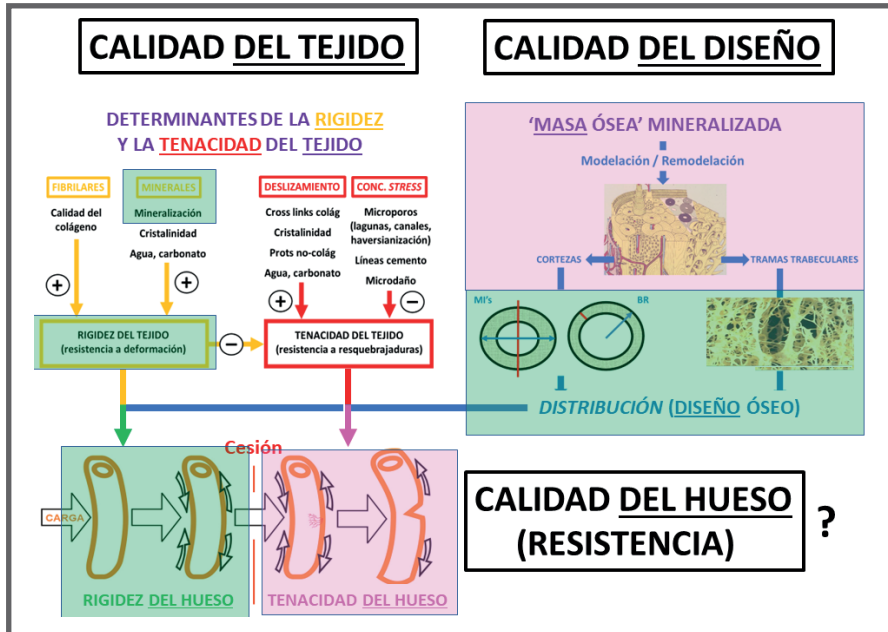 CALIDAD DEL TEJIDO
CALIDAD DEL DISEÑO
DETERMINANTES DE LA RIGIDEZ
Y LA TENACIDAD DEL TEJIDO
FIBRILARES
Calidad del
colágeno
MINERALES
Mineralización
Cristalinidad
Agua, carbonato
DESLIZAMIENTO
Cross links colág
Cristalinidad
Prots no-colág
Agua, carbonato
CONC. STRESS
Microporos
(lagunas, canales,
haversianización)
Líneas cemento
Microdaño
+
+
+
−
RIGIDEZ DEL TEJIDO
(resistencia a deformación)
−
TENACIDAD DEL TEJIDO
(resistencia a resquebrajaduras)
'MASA ÓSEA' MINERALIZADA
Modelación / Remodelación
CORTEZAS
TRAMAS TRABECULARES
MI's
BR
DISTRIBUCIÓN (DISEÑO ÓSEO)
Cesión
CARGA
RIGIDEZ DEL HUESO
TENACIDAD DEL HUESO
CALIDAD DEL HUESO
(RESISTENCIA)
?